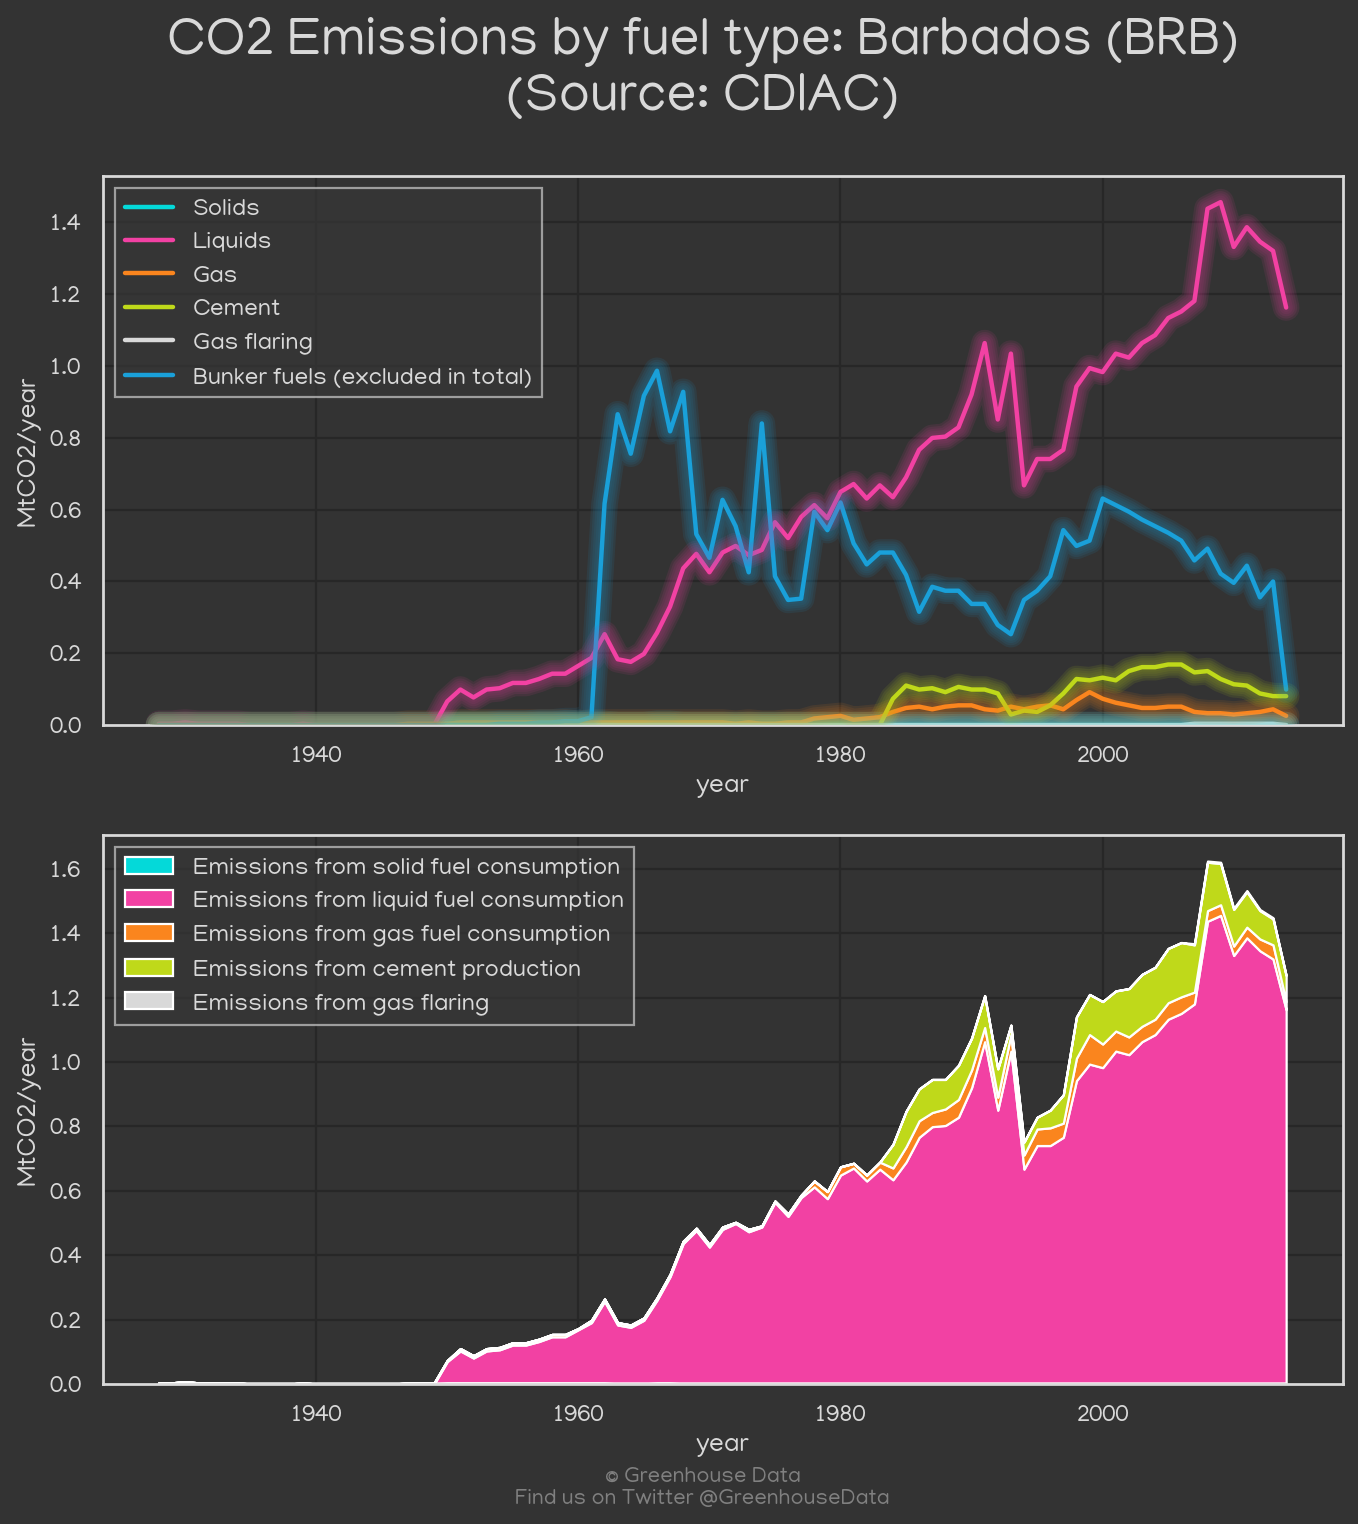 CO2 Emissions by fuel type: Barbados (BRB)
(Source: CDIAC)
Solids
Liquids
Gas
Cement
Gas flaring
Bunker fuels (excluded in total)
MtCO2/year
1.4
1.2
1.0
0.8
0.6
0.4
0.2
0.0
1940
1960
1980
2000
year
Emissions from solid fuel consumption
Emissions from liquid fuel consumption
Emissions from gas fuel consumption
Emissions from cement production
Emissions from gas flaring
MtCO2/year
1.6
1.4
1.2
1.0
0.8
0.6
0.4
0.2
0.0
1940
1960
1980
2000
year
© Greenhouse Data
Find us on Twitter @GreenhouseData